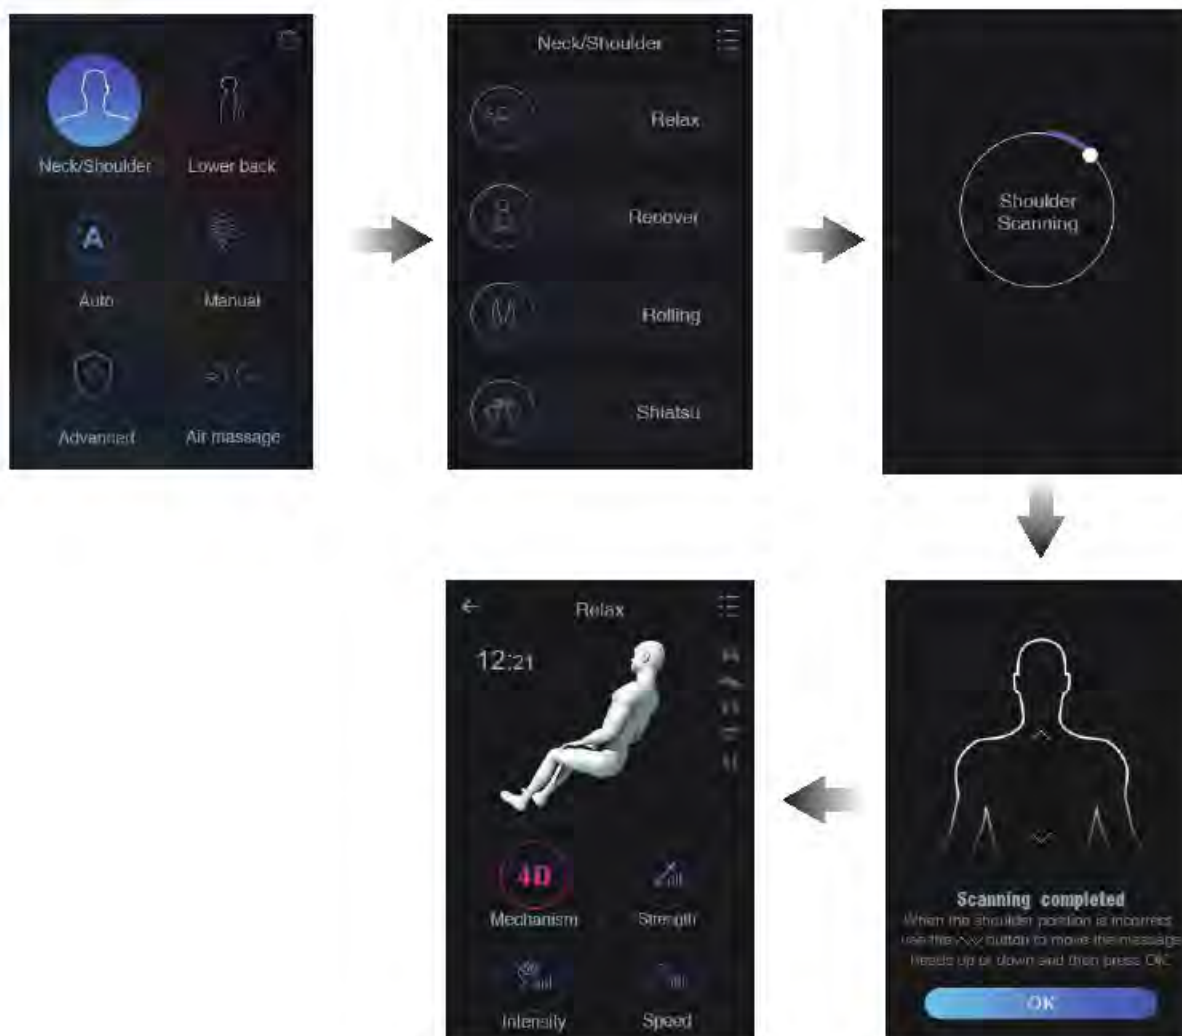 Neck/Shoulder
Lower back
A
Auto
Manual
Advanced
Air massage
Neck/Shoulder
Relax
Recover
Rolling
Shiatsu
Shoulder
Scanning
Scanning completed
When the shoulder position is incorrect,
use the button to move the massage
heads up or down and then press OK.
OK
Relax
12:21
4D
Mechanism
Strength
Intensity
Speed